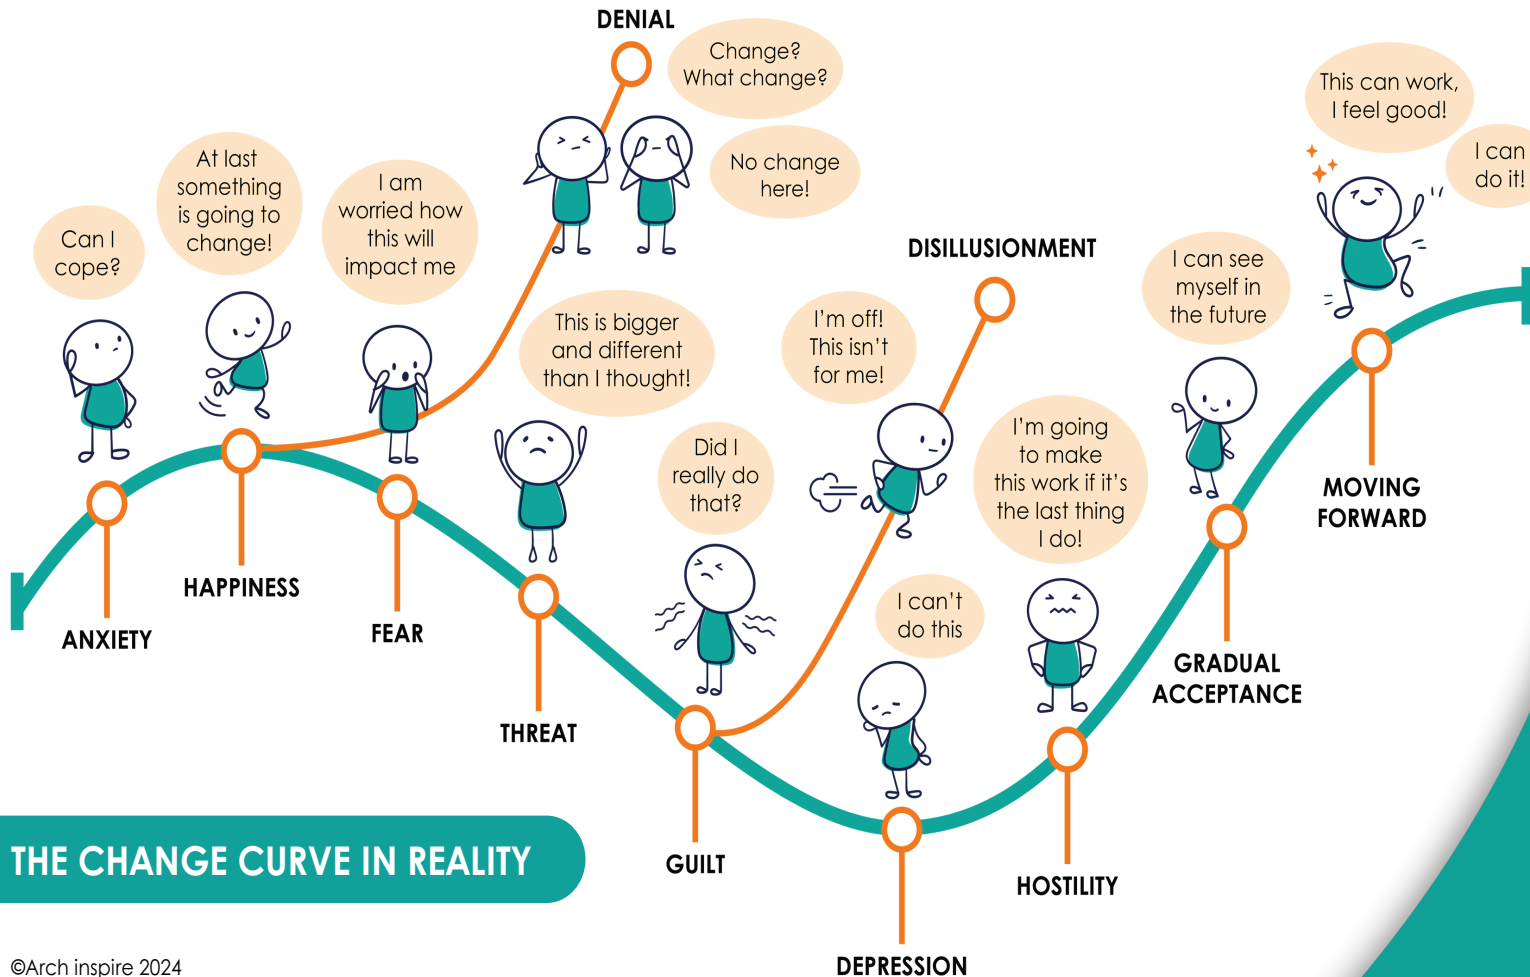 DENIAL
Change?
What change?
No change
here!
This can work,
I feel good!
I can
do it!
At last
something
is going to
change!
I am
worried how
this will
impact me
Can I
cope?
DISILLUSIONMENT
I can see
myself in
the future
This is bigger
and different
than I thought!
I’m off!
This isn’t
for me!
Did I
really do
that?
I’m going
to make
this work if it’s
the last thing
I do!
I can’t
do this
MOVING
FORWARD
HAPPINESS
ANXIETY
FEAR
GRADUAL
ACCEPTANCE
THREAT
GUILT
HOSTILITY
DEPRESSION
THE CHANGE CURVE IN REALITY
©Arch inspire 2024